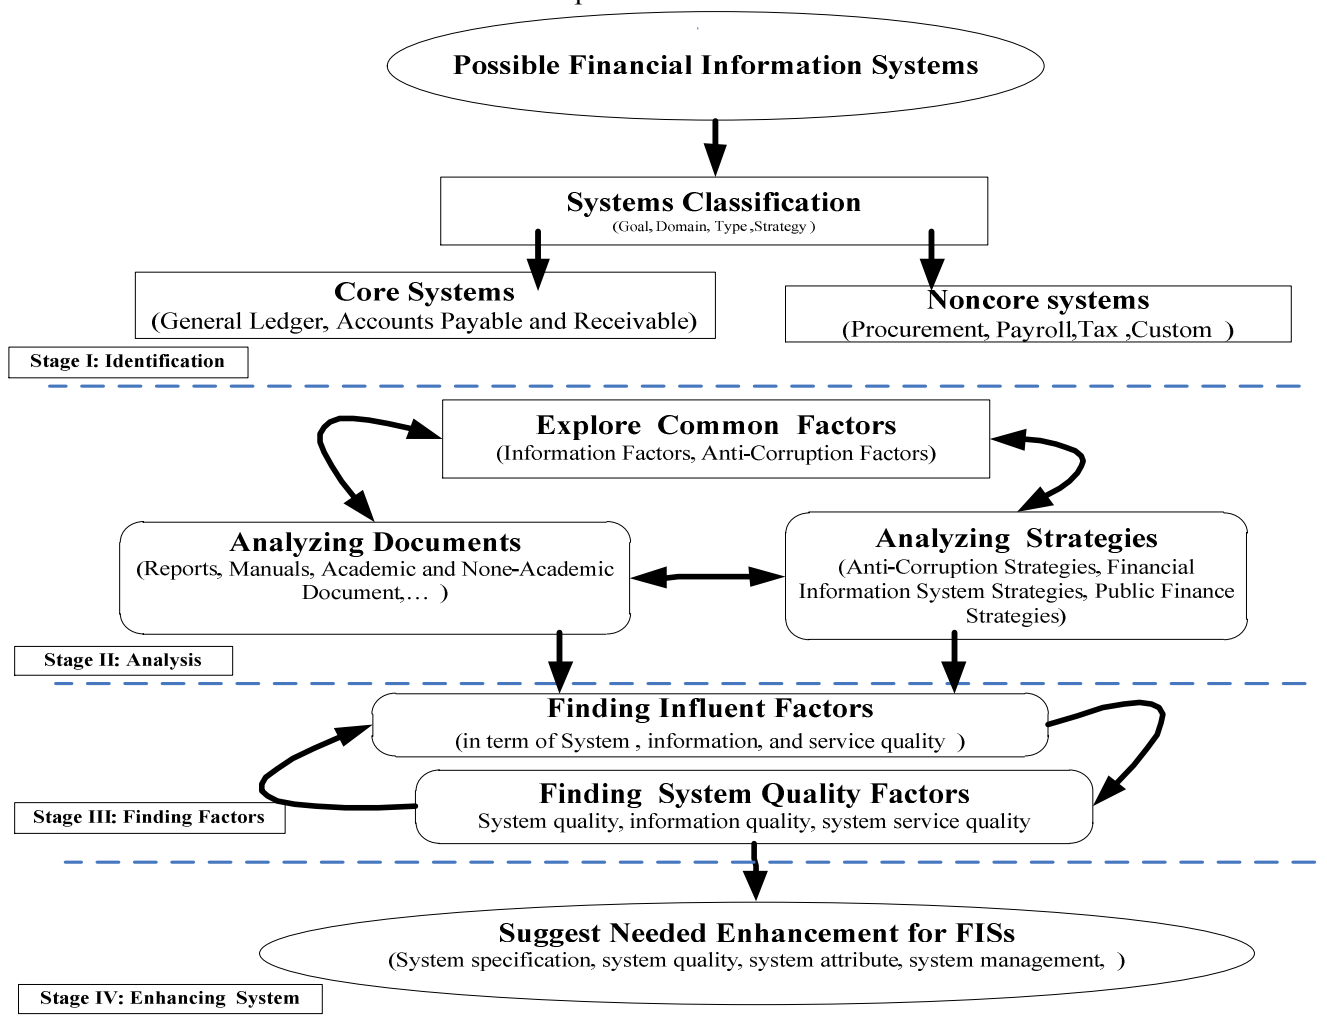 Possible Financial Information Systems
Systems Classification
(Goal, Domain, Type ,Strategy )
Core Systems
(General Ledger, Accounts Payable and Receivable)
Noncore systems
(Procurement, Payroll,Tax ,Custom )
Stage I: Identification
Explore Common Factors
(Information Factors, Anti-Corruption Factors)
Analyzing Documents
(Reports, Manuals, Academic and None-Academic
Document,... )
Analyzing Strategies
(Anti-Corruption Strategies, Financial
Information System Strategies, Public Finance
Strategies)
Stage II: Analysis
Finding Influent Factors
(in term of System , information, and service quality )
Finding System Quality Factors
System quality, information quality, system service quality
Stage III: Finding Factors
Suggest Needed Enhancement for FISs
(System specification, system quality, system attribute, system management, )
Stage IV: Enhancing System